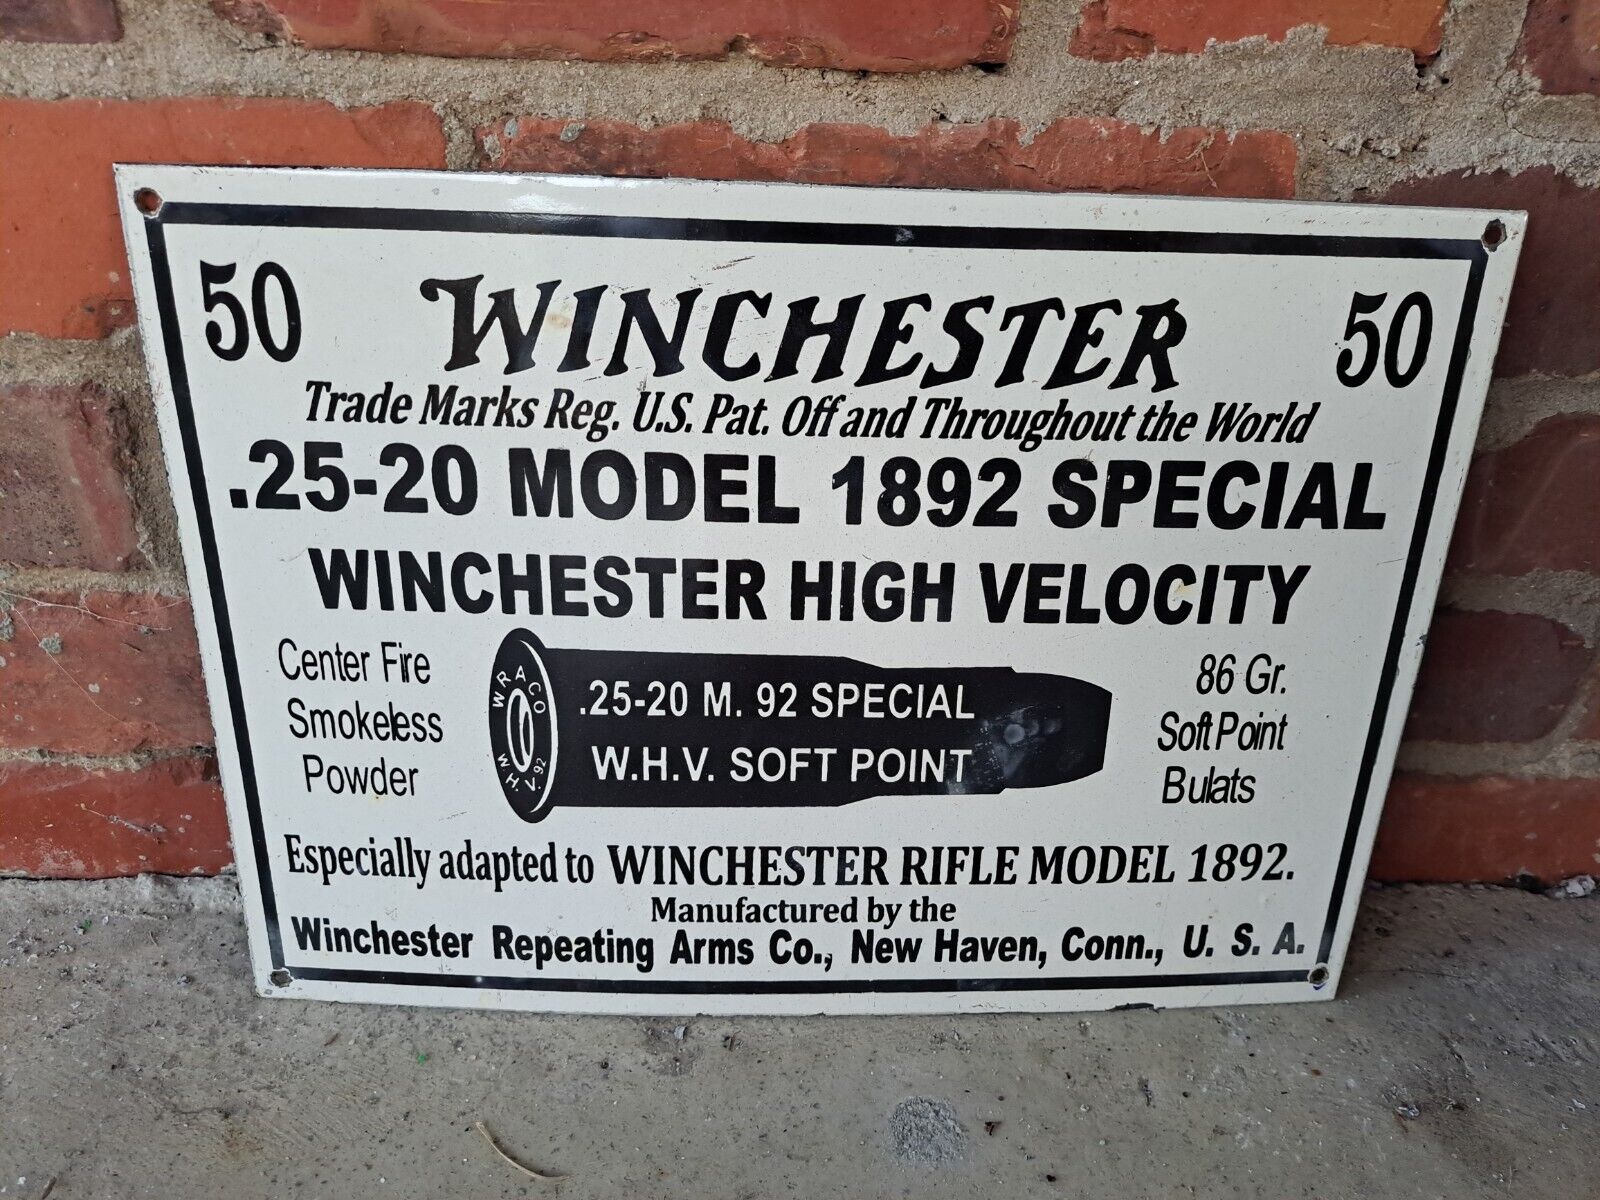 50 WINCHESTER 50
Trade Marks Reg. U.S. Pat. Off and Throughout the World
.25-20 MODEL 1892 SPECIAL
WINCHESTER HIGH VELOCITY
Center Fire
Smokeless
Powder
WRACO
W.H.V. 92
.25-20 M. 92 SPECIAL
W.H.V. SOFT POINT
86 Gr.
Soft Point
Bulats
Especially adapted to WINCHESTER RIFLE MODEL 1892.
Manufactured by the
Winchester Repeating Arms Co., New Haven, Conn., U. S. A.